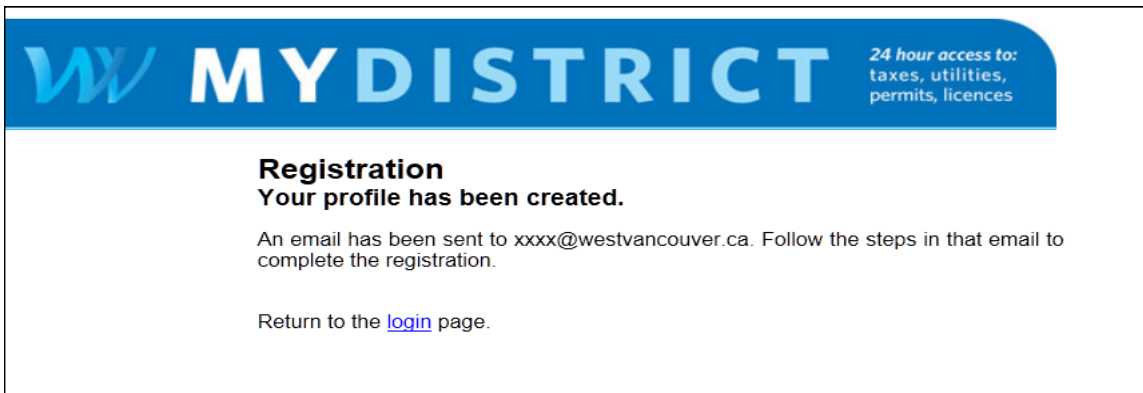 WV MYDISTRICT
24 hour access to:
taxes, utilities,
permits, licences
Registration
Your profile has been created.
An email has been sent to xxxx@westvancouver.ca. Follow the steps in that email to
complete the registration.
Return to the login page.